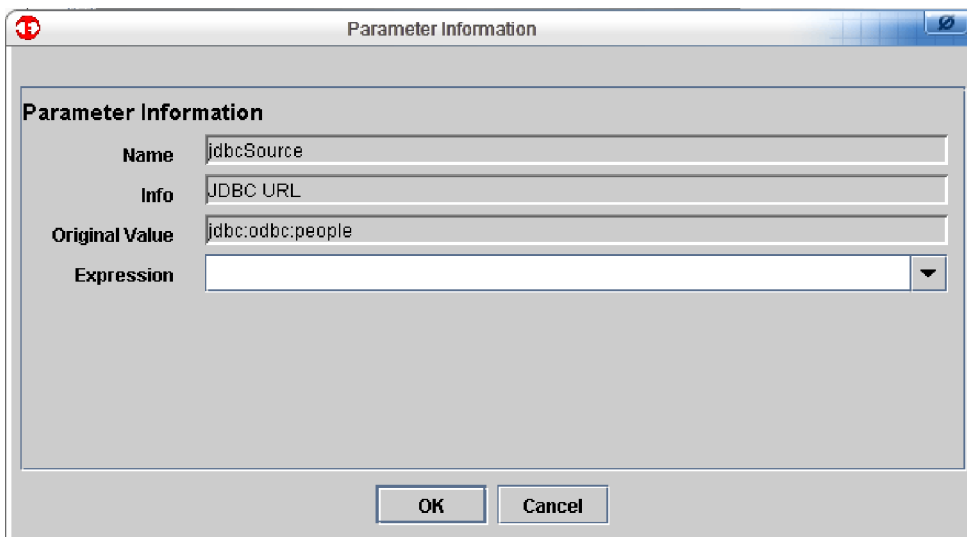 Parameter Information
Parameter Information
Name jdbcSource
Info JDBC URL
Original Value jdbc:odbc:people
Expression
OK Cancel